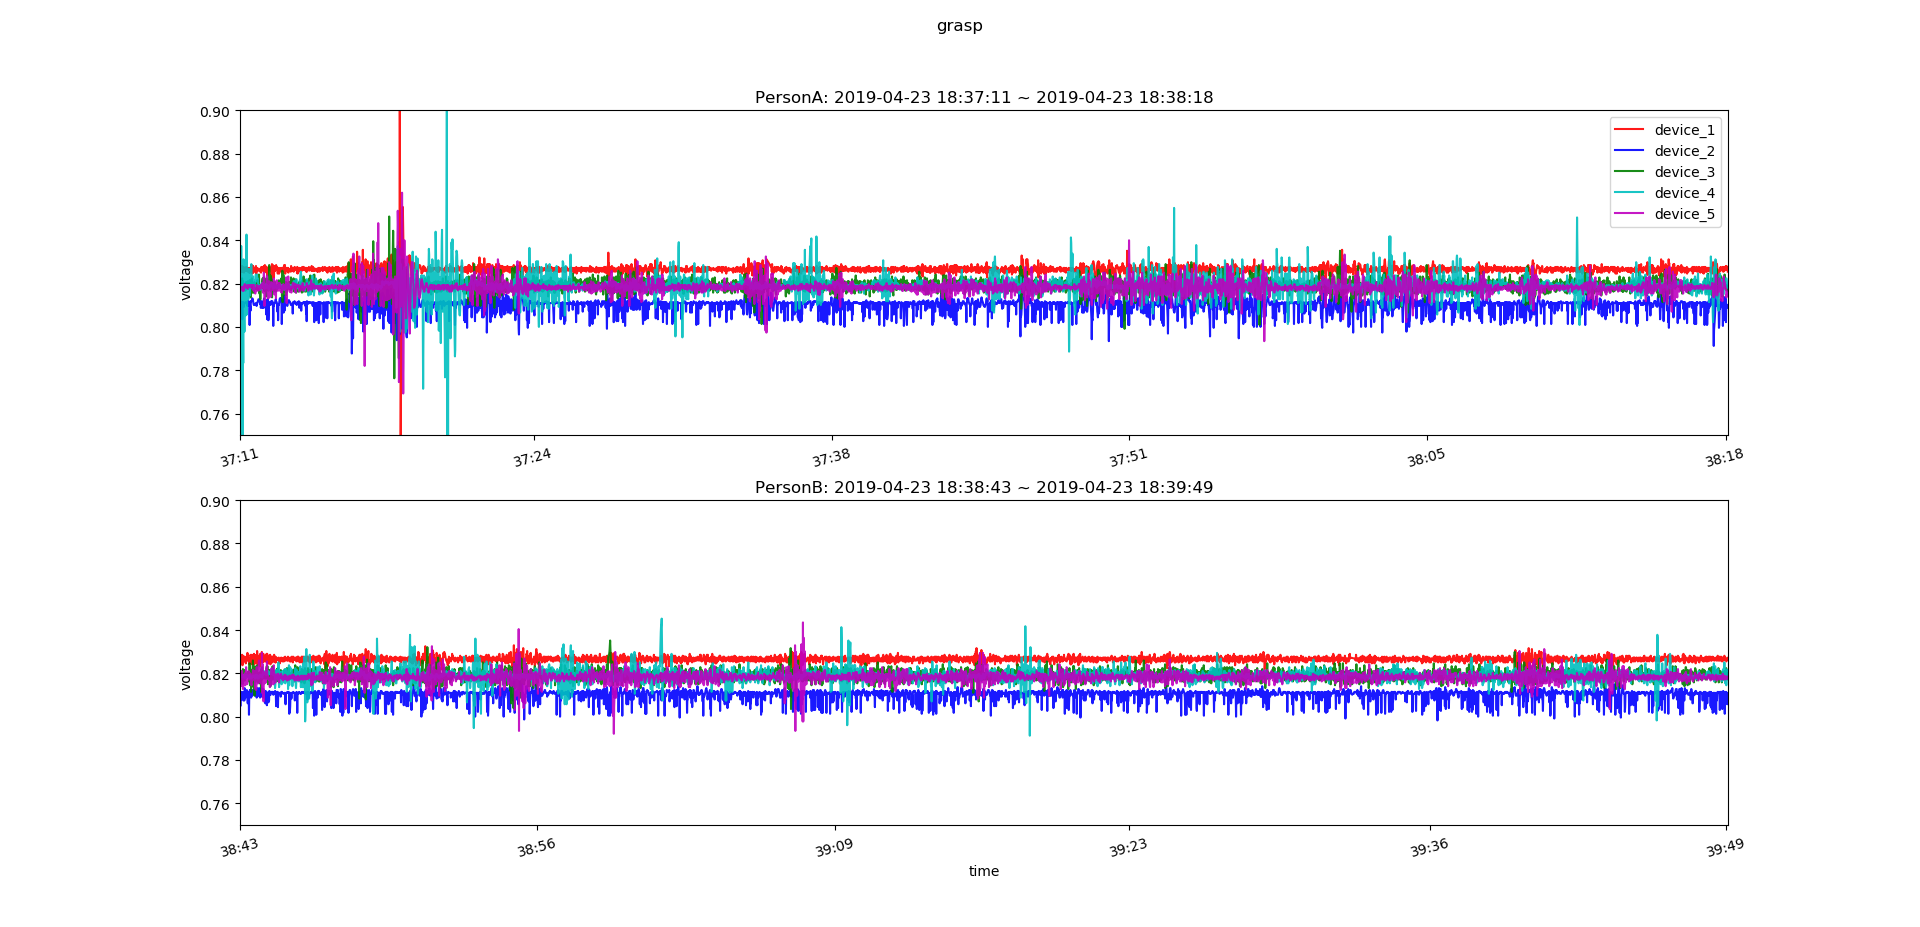 grasp
PersonA: 2019-04-23 18:37:11 ~ 2019-04-23 18:38:18
voltage
0.90
0.88
0.86
0.84
0.82
0.80
0.78
0.76
device_1
device_2
device_3
device_4
device_5
37:11 37:24 37:38 37:51 38:05 38:18
PersonB: 2019-04-23 18:38:43 ~ 2019-04-23 18:39:49
voltage
0.90
0.88
0.86
0.84
0.82
0.80
0.78
0.76
38:43 38:56 39:09 39:23 39:36 39:49
time